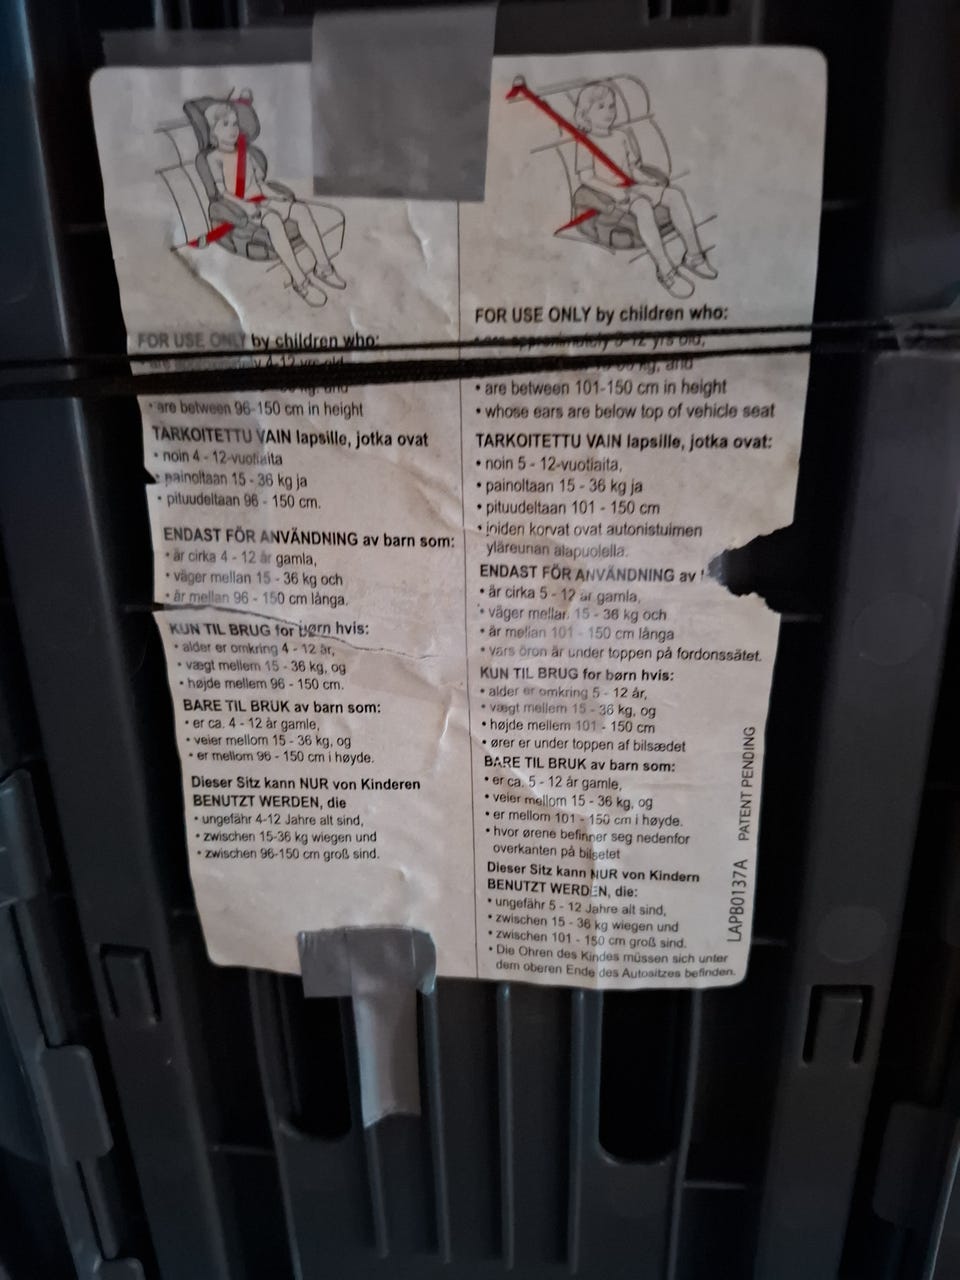 FOR USE ONLY by children who:
• are approximately 4-12 yrs old,
kg, and
• are between 96-150 cm in height
TARKOITETTU VAIN lapsille, jotka ovat
• noin 4 - 12-vuotiaita
• painoltaan 15 - 36 kg ja
• pituudeltaan 96 - 150 cm.
ENDAST FÖR ANVÄNDNING av barn som:
• är cirka 4 - 12 år gamla,
• väger mellan 15 - 36 kg och
• är mellan 96 - 150 cm långa.
KUN TIL BRUG for børn hvis:
• alder er omkring 4 - 12 år,
• vægt mellem 15 - 36 kg, og
• højde mellem 96 - 150 cm.
BARE TIL BRUK av barn som:
• er ca. 4 - 12 år gamle,
• veier mellom 15 - 36 kg, og
• er mellom 96 - 150 cm i høyde.
Dieser Sitz kann NUR von Kinderen
BENUTZT WERDEN, die
• ungefähr 4-12 Jahre alt sind,
• zwischen 15-36 kg wiegen und
• zwischen 96-150 cm groß sind.
FOR USE ONLY by children who:
• are approximately 5-12 yrs old,
kg, and
• are between 101-150 cm in height
• whose ears are below top of vehicle seat
TARKOITETTU VAIN lapsille, jotka ovat:
• noin 5 - 12-vuotiaita,
• painoltaan 15 - 36 kg ja
• pituudeltaan 101 - 150 cm
• joiden korvat ovat autonistuimen
yläreunan alapuolella.
ENDAST FÖR ANVÄNDNING av
• är cirka 5 - 12 år gamla,
• väger mellan 15 - 36 kg och
• är mellan 101 - 150 cm långa
• vars öron är under toppen på fordonssätet.
KUN TIL BRUG for børn hvis:
• alder er omkring 5 - 12 år,
• vægt mellem 15 - 36 kg, og
• højde mellem 101 - 150 cm
• ører er under toppen af bilsædet
BARE TIL BRUK av barn som:
• er ca. 5 - 12 år gamle,
• veier mellom 15 - 36 kg, og
• er mellom 101 - 150 cm i høyde.
• hvor ørene befinner seg nedenfor
overkanten på bilsetet
Dieser Sitz kann NUR von Kindern
BENUTZT WERDEN, die:
• ungefähr 5 - 12 Jahre alt sind,
• zwischen 15 - 36 kg wiegen und
• zwischen 101 - 150 cm groß sind.
• Die Ohren des Kindes müssen sich unter
dem oberen Ende des Autositzes befinden.
LAPB0137A PATENT PENDING